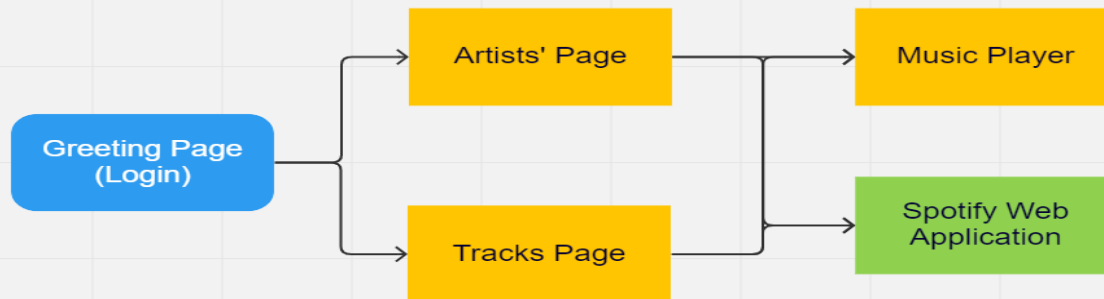 Artists' Page
Music Player
Greeting Page
(Login)
Spotify Web
Application
Tracks Page